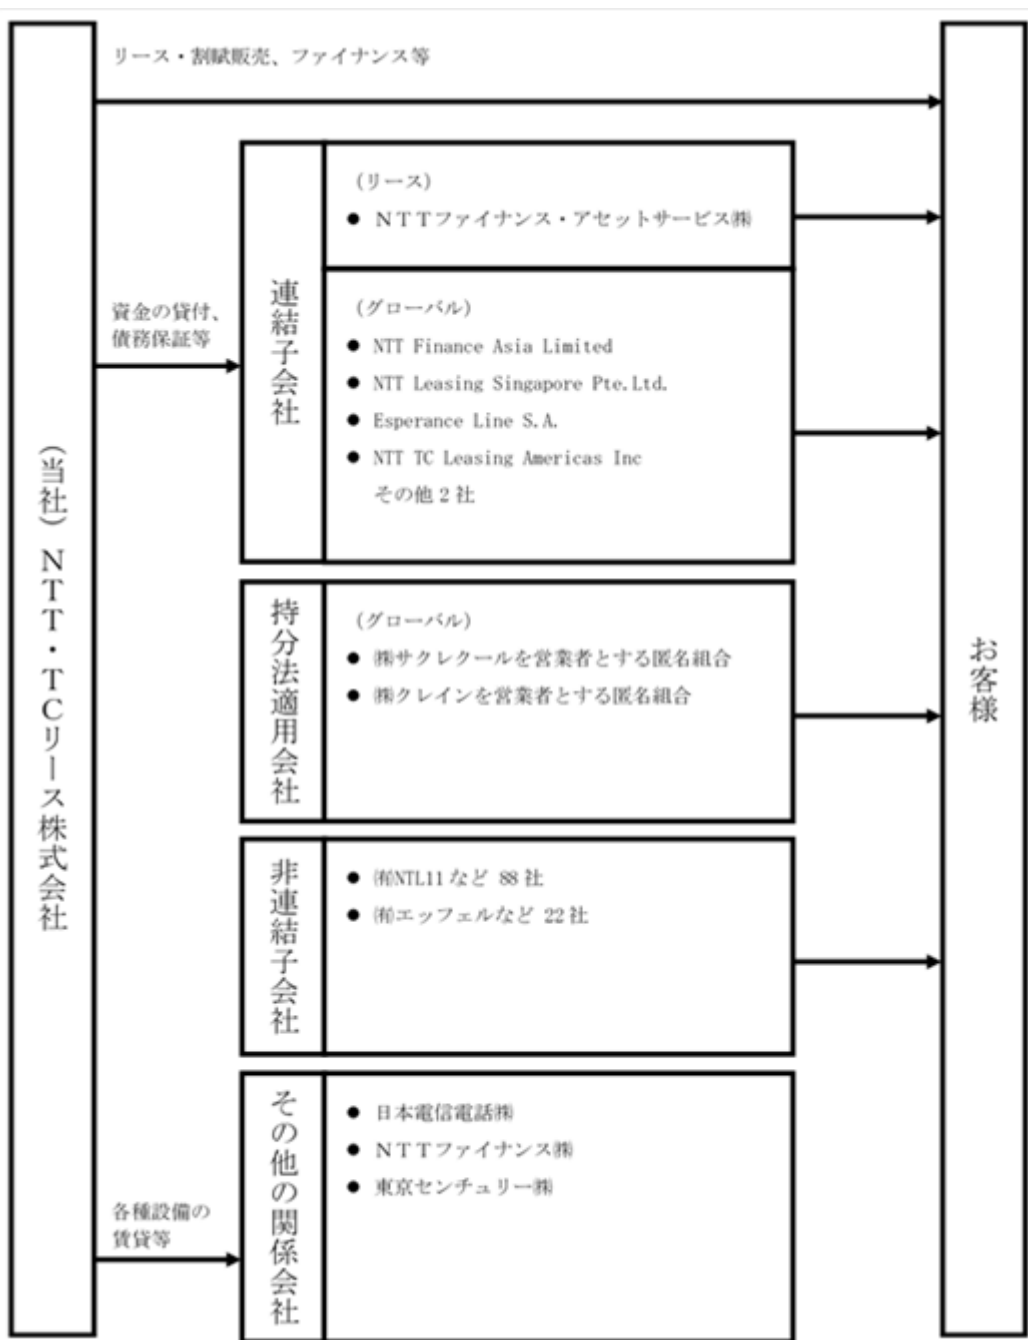 リース・割賦販売、ファイナンス等
(当社)NTT・TCリース株式会社
資金の貸付、
債務保証等
連結子会社
(リース)
● NTTファイナンス・アセットサービス㈱
(グローバル)
● NTT Finance Asia Limited
● NTT Leasing Singapore Pte.Ltd.
● Esperance Line S.A.
● NTT TC Leasing Americas Inc
その他 2 社
持分法適用会社
(グローバル)
● ㈱サクレクールを営業者とする匿名組合
● ㈱クレインを営業者とする匿名組合
非連結子会社
● ㈲NTL11 など 88 社
● ㈲エッフェルなど 22 社
各種設備の
賃貸等
その他の関係会社
● 日本電信電話㈱
● NTTファイナンス㈱
● 東京センチュリー㈱
お客様